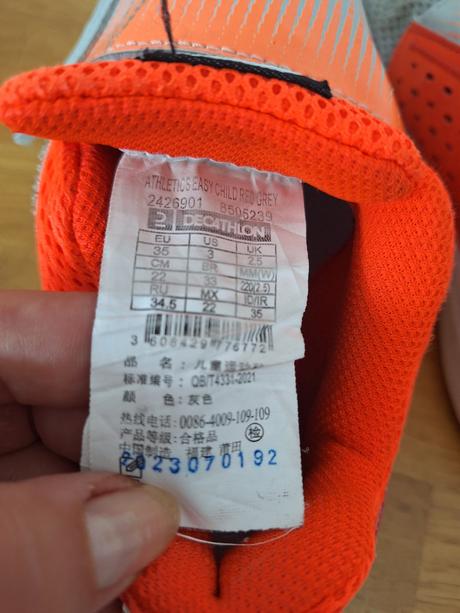 ATHLETICS EASY CHILD RED GREY
2426901 8505239
DECATHLON
EU US UK
35 3 2.5
CM BR MM(W)
22 33 220(2.5)
RU MX ID/IR
34.5 22 35
3 608429 776772
品 名：儿童
标准编号：QB/T4331-2021
颜 色：灰色
热线电话：0086-4009-109-109
产品等级：合格品 检
中国制造 福建 莆田
2023070192